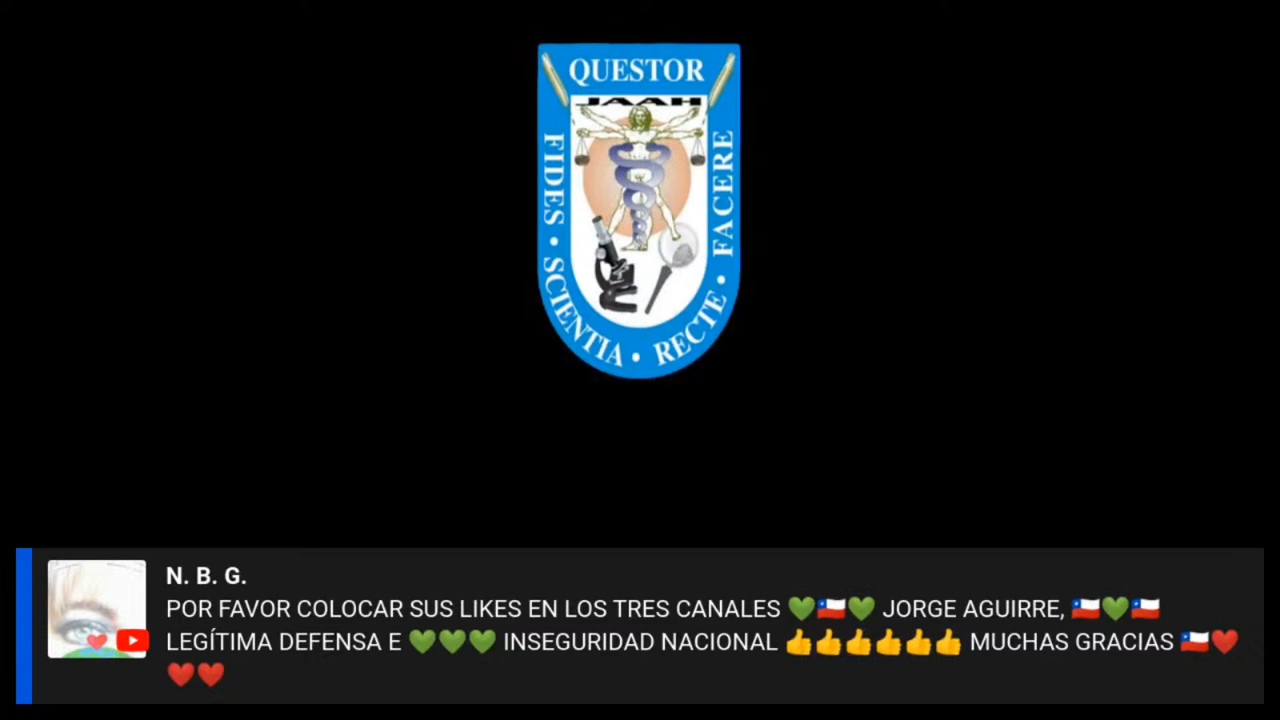 QUESTOR
JAAH
FIDES • SCIENTIA • RECTE • FACERE
N. B. G.
POR FAVOR COLOCAR SUS LIKES EN LOS TRES CANALES 💚🇨🇱💚 JORGE AGUIRRE, 🇨🇱💚🇨🇱
LEGÍTIMA DEFENSA E 💚💚💚 INSEGURIDAD NACIONAL 👍👍👍👍👍👍 MUCHAS GRACIAS 🇨🇱❤️
❤️❤️